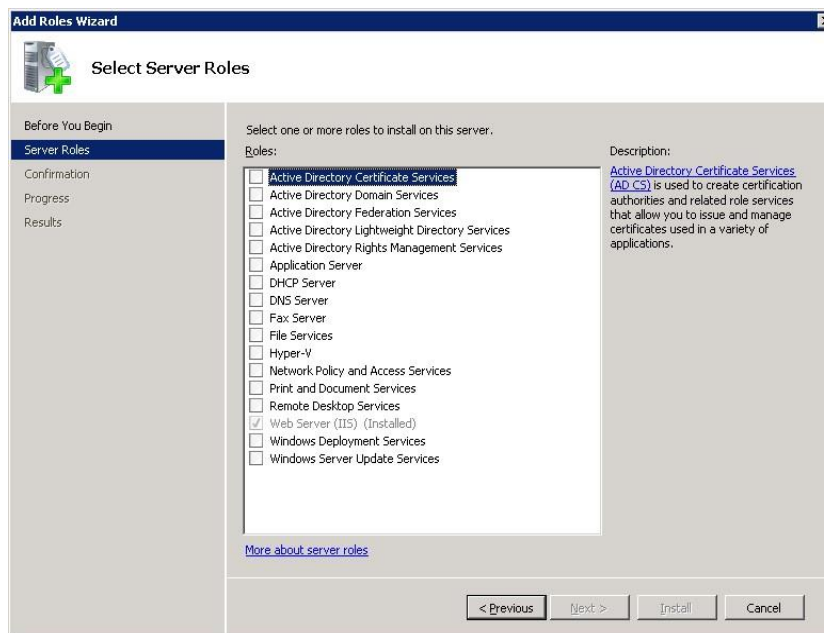 Add Roles Wizard
Select Server Roles
Before You Begin
Server Roles
Confirmation
Progress
Results
Select one or more roles to install on this server.
Roles:
Active Directory Certificate Services
Active Directory Domain Services
Active Directory Federation Services
Active Directory Lightweight Directory Services
Active Directory Rights Management Services
Application Server
DHCP Server
DNS Server
Fax Server
File Services
Hyper-V
Network Policy and Access Services
Print and Document Services
Remote Desktop Services
Web Server (IIS) (Installed)
Windows Deployment Services
Windows Server Update Services
More about server roles
Description:
Active Directory Certificate Services
(AD CS) is used to create certification
authorities and related role services
that allow you to issue and manage
certificates used in a variety of
applications.
< Previous
Next >
Install
Cancel